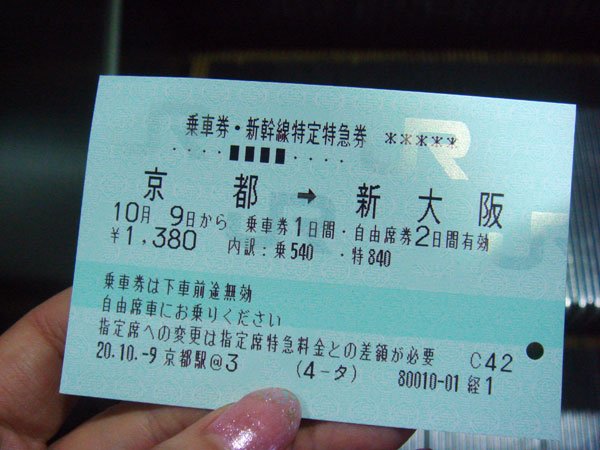 乗車券・新幹線特定特急券 *****
・・・・■■■■・・・・
京都 → 新大阪
10月 9日から 乗車券1日間・自由席券2日間有効
¥1,380 内訳：乗540 ・特840
乗車券は下車前途無効
自由席車にお乗りください
指定席への変更は指定席特急料金との差額が必要 C42
20.10.-9 京都駅@3 (4-タ) 80010-01 経1
JR